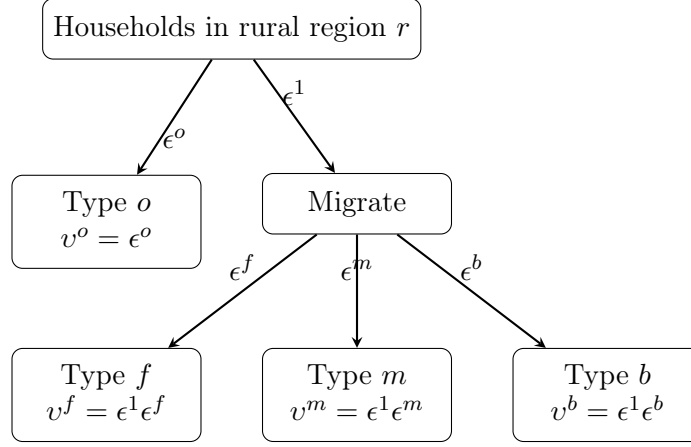 Households in rural region r
ϵ^1
ϵ^o
Type o
υ^o = ϵ^o
Migrate
ϵ^f
ϵ^m
ϵ^b
Type f
υ^f = ϵ^1ϵ^f
Type m
υ^m = ϵ^1ϵ^m
Type b
υ^b = ϵ^1ϵ^b